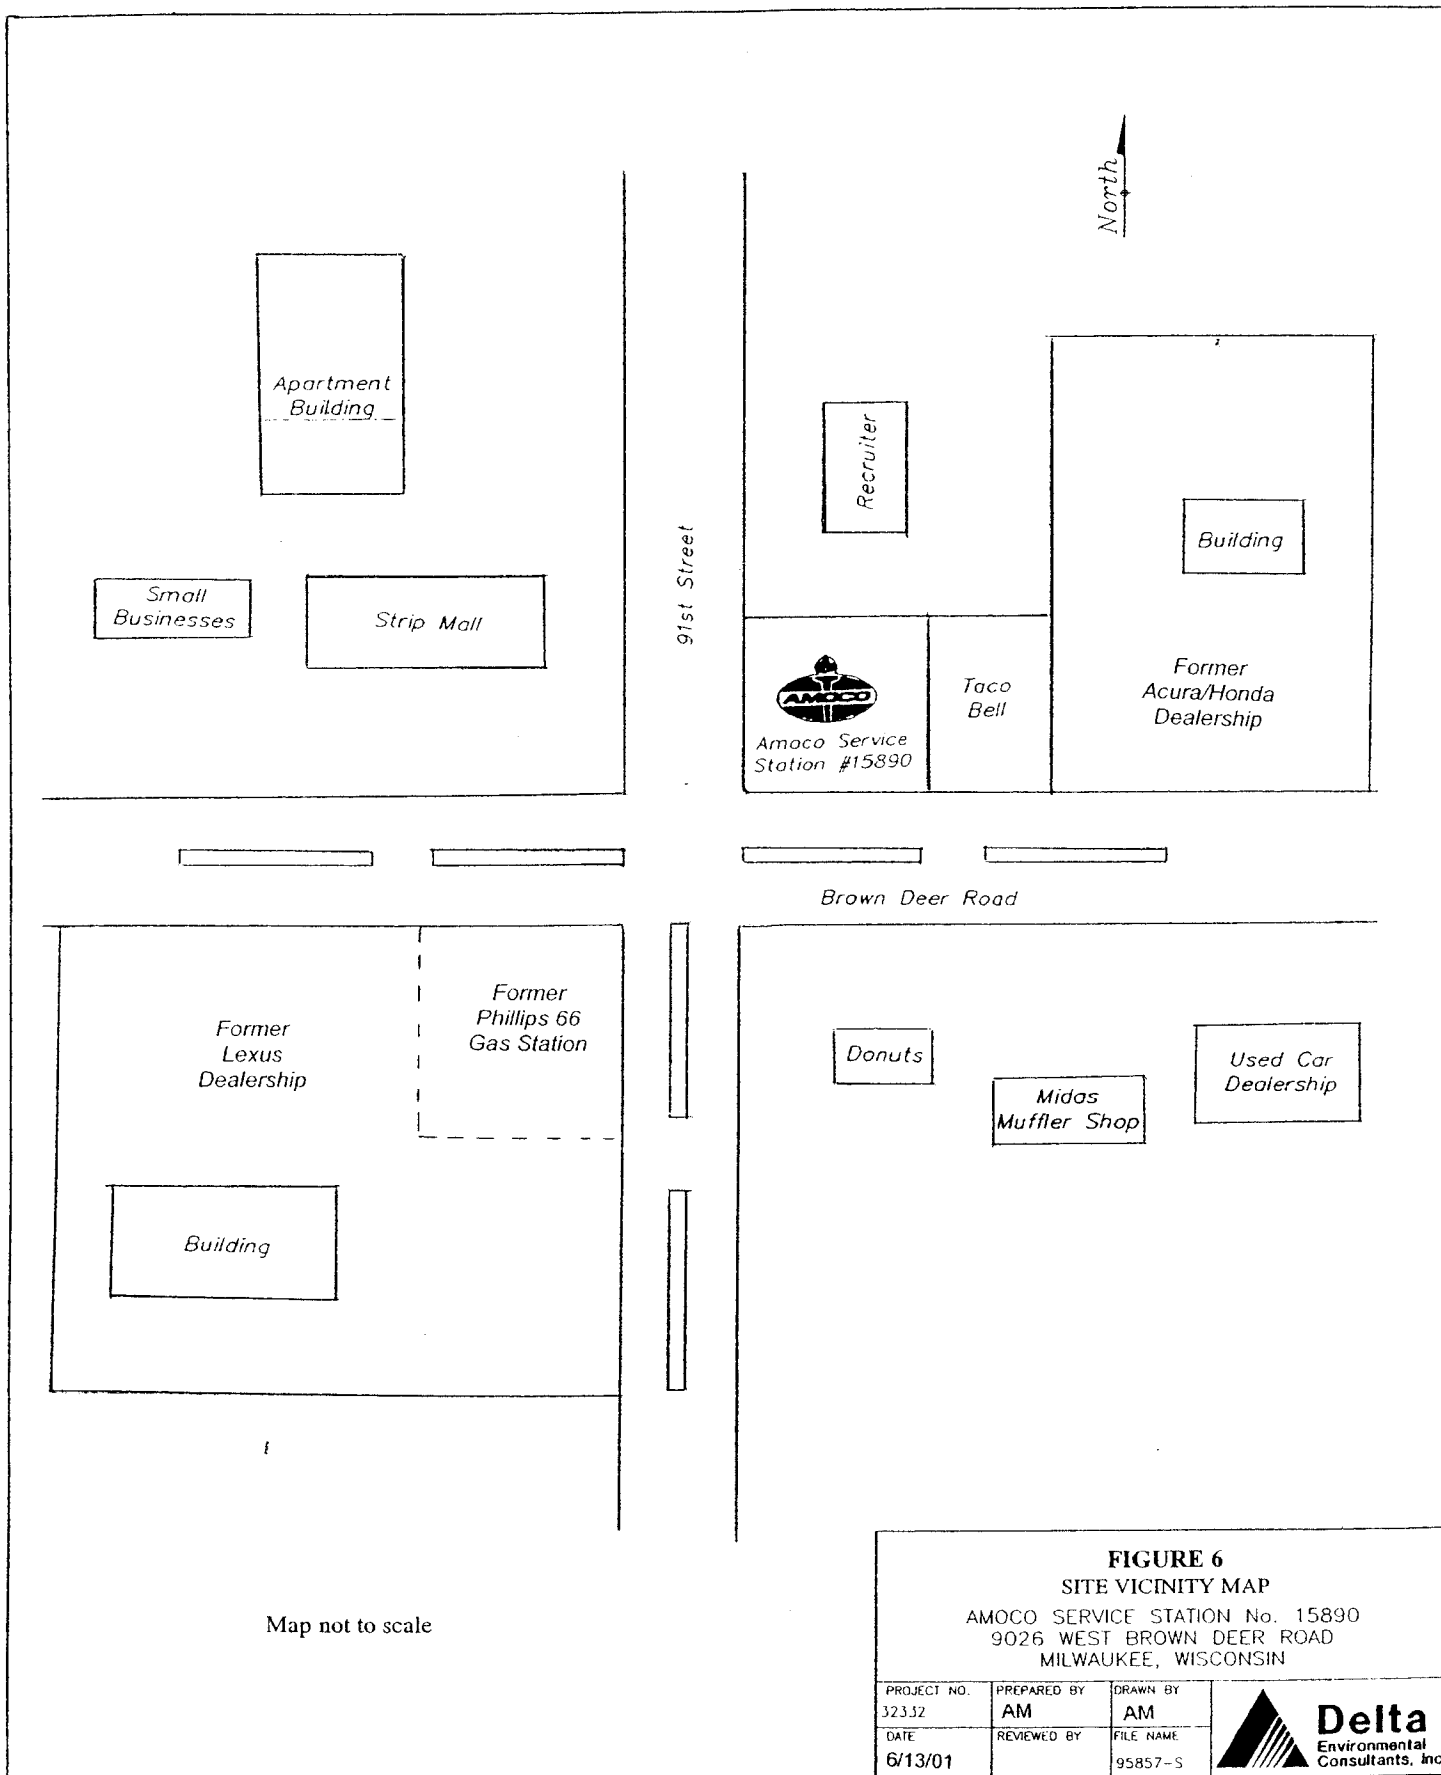 North
Apartment
Building
Recruiter
Building
91st Street
Small
Businesses
Strip Mall
AMOCO
Amoco Service
Station #15890
Taco
Bell
Former
Acura/Honda
Dealership
Brown Deer Road
Former
Lexus
Dealership
Former
Phillips 66
Gas Station
Donuts
Midas
Muffler Shop
Used Car
Dealership
Building
Map not to scale
FIGURE 6
SITE VICINITY MAP
AMOCO SERVICE STATION No. 15890
9026 WEST BROWN DEER ROAD
MILWAUKEE, WISCONSIN
PROJECT NO.
PREPARED BY
AM
DRAWN BY
AM
DATE
6/13/01
REVIEWED BY
FILE NAME
95857-S
Delta
Environmental
Consultants, Inc